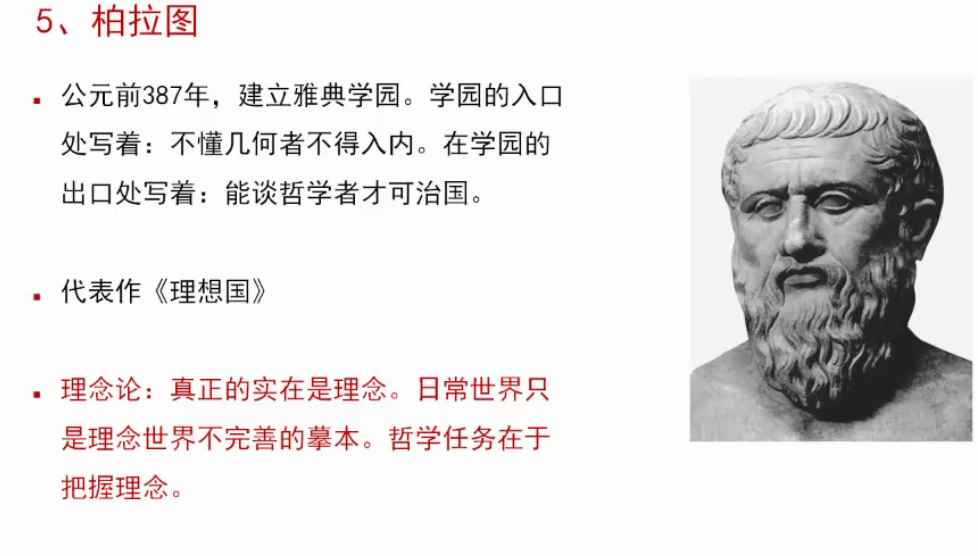 5、柏拉图
▪ 公元前387年，建立雅典学园。学园的入口
处写着：不懂几何者不得入内。在学园的
出口处写着：能谈哲学者才可治国。
▪ 代表作《理想国》
▪ 理念论：真正的实在是理念。日常世界只
是理念世界不完善的摹本。哲学任务在于
把握理念。